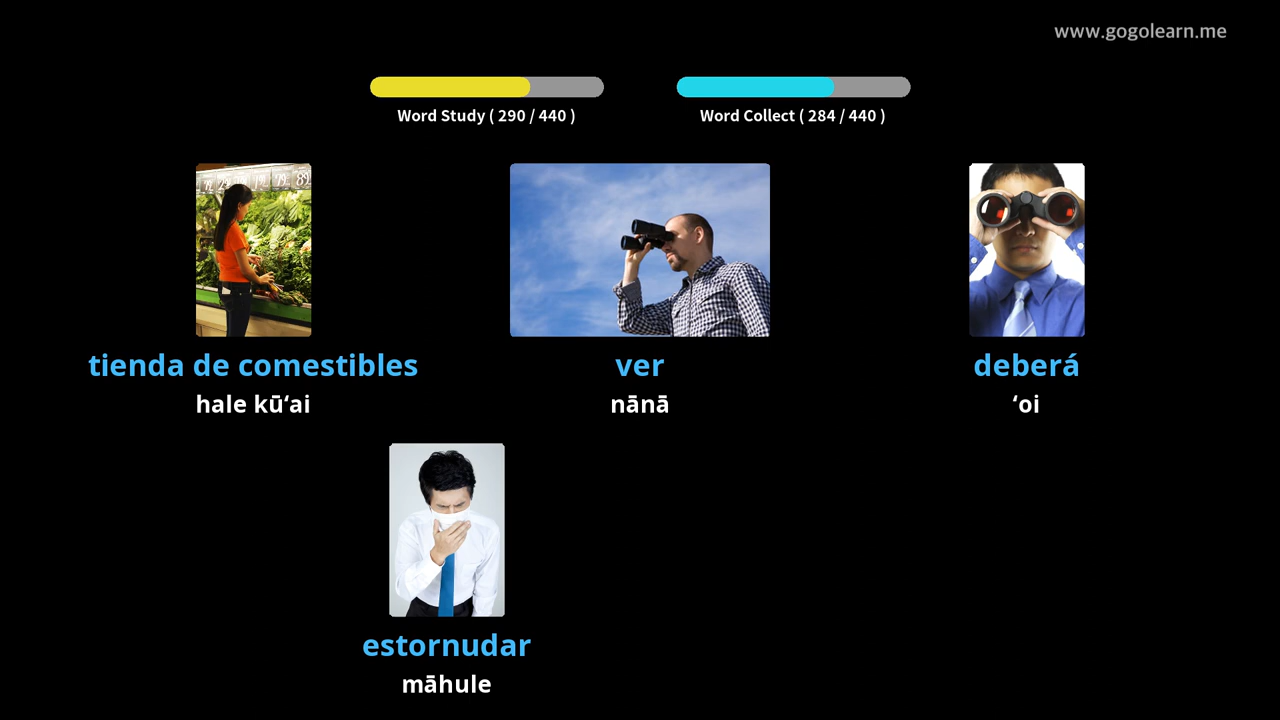 www.gogolearn.me
Word Study ( 290 / 440 )
Word Collect ( 284 / 440 )
tienda de comestibles
hale kūʻai
ver
nānā
deberá
ʻoi
estornudar
māhule